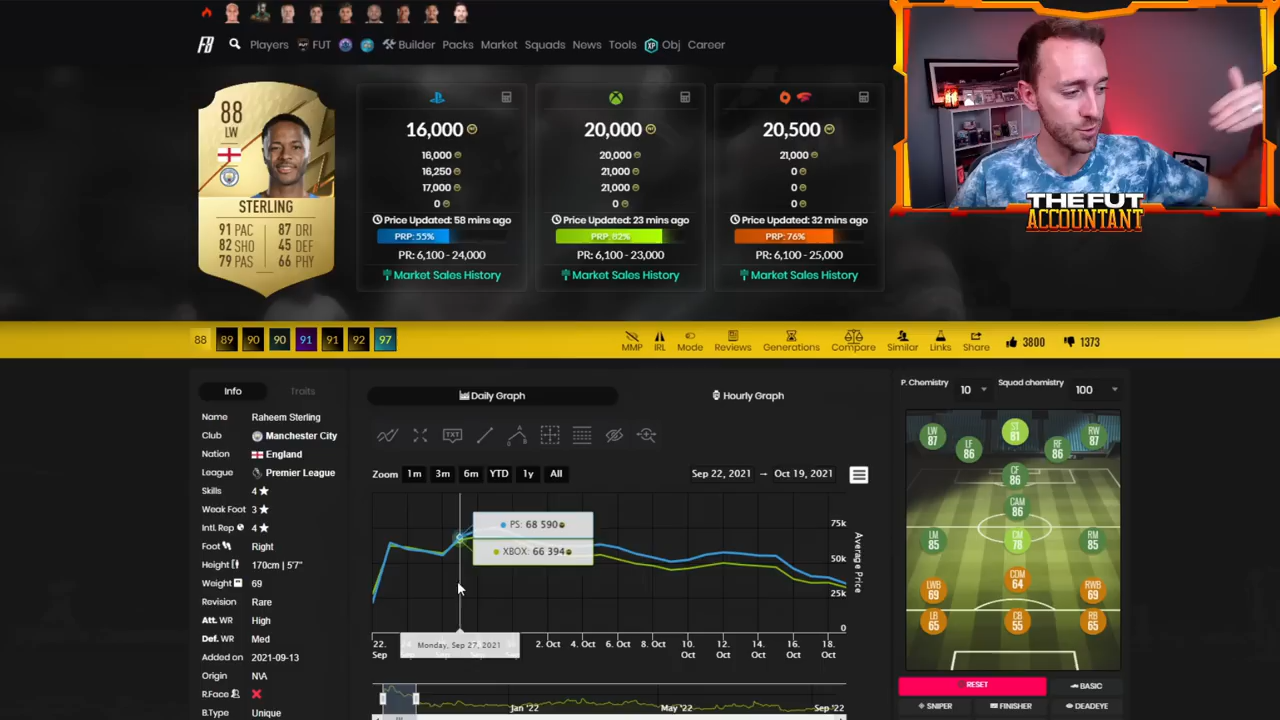 F8 Players FUT Builder Packs Market Squads News Tools XP Obj Career
THEFUT
ACCOUNTANT
88
LW
STERLING
91 PAC 87 DRI
82 SHO 45 DEF
79 PAS 66 PHY
16,000
16,000
16,250
17,000
0
Price Updated: 58 mins ago
PRP: 55%
PR: 6,100 - 24,000
Market Sales History
20,000
20,000
21,000
21,000
0
Price Updated: 23 mins ago
PRP: 82%
PR: 6,100 - 23,000
Market Sales History
20,500
21,000
0
0
0
Price Updated: 32 mins ago
PRP: 76%
PR: 6,100 - 25,000
Market Sales History
88 89 90 90 91 91 92 97
MMP IRL Mode Reviews Generations Compare Similar Links Share 3800 1373
Info Traits
Name Raheem Sterling
Club Manchester City
Nation England
League Premier League
Skills 4
Weak Foot 3
Intl. Rep 4
Foot Right
Height 170cm | 5'7"
Weight 69
Revision Rare
Att. WR High
Def. WR Med
Added on 2021-09-13
Origin N\A
R.Face
B.Type Unique
Daily Graph Hourly Graph
TXT
Zoom 1m 3m 6m YTD 1y All Sep 22, 2021 → Oct 19, 2021
PS: 68 590
XBOX: 66 394
75k
50k
25k
0
Average Price
Monday, Sep 27, 2021
22. Sep 2. Oct 4. Oct 6. Oct 8. Oct 10. Oct 12. Oct 14. Oct 16. Oct 18. Oct
Jan '22 May '22 Sep '22
P. Chemistry 10 Squad chemistry 100
LW 87
LF 86
ST 81
RF 86
RW 87
CF 86
CAM 86
LM 85
CM 78
RM 85
LWB 69
CDM 64
RWB 69
LB 65
CB 55
RB 65
RESET BASIC
SNIPER FINISHER DEADEYE